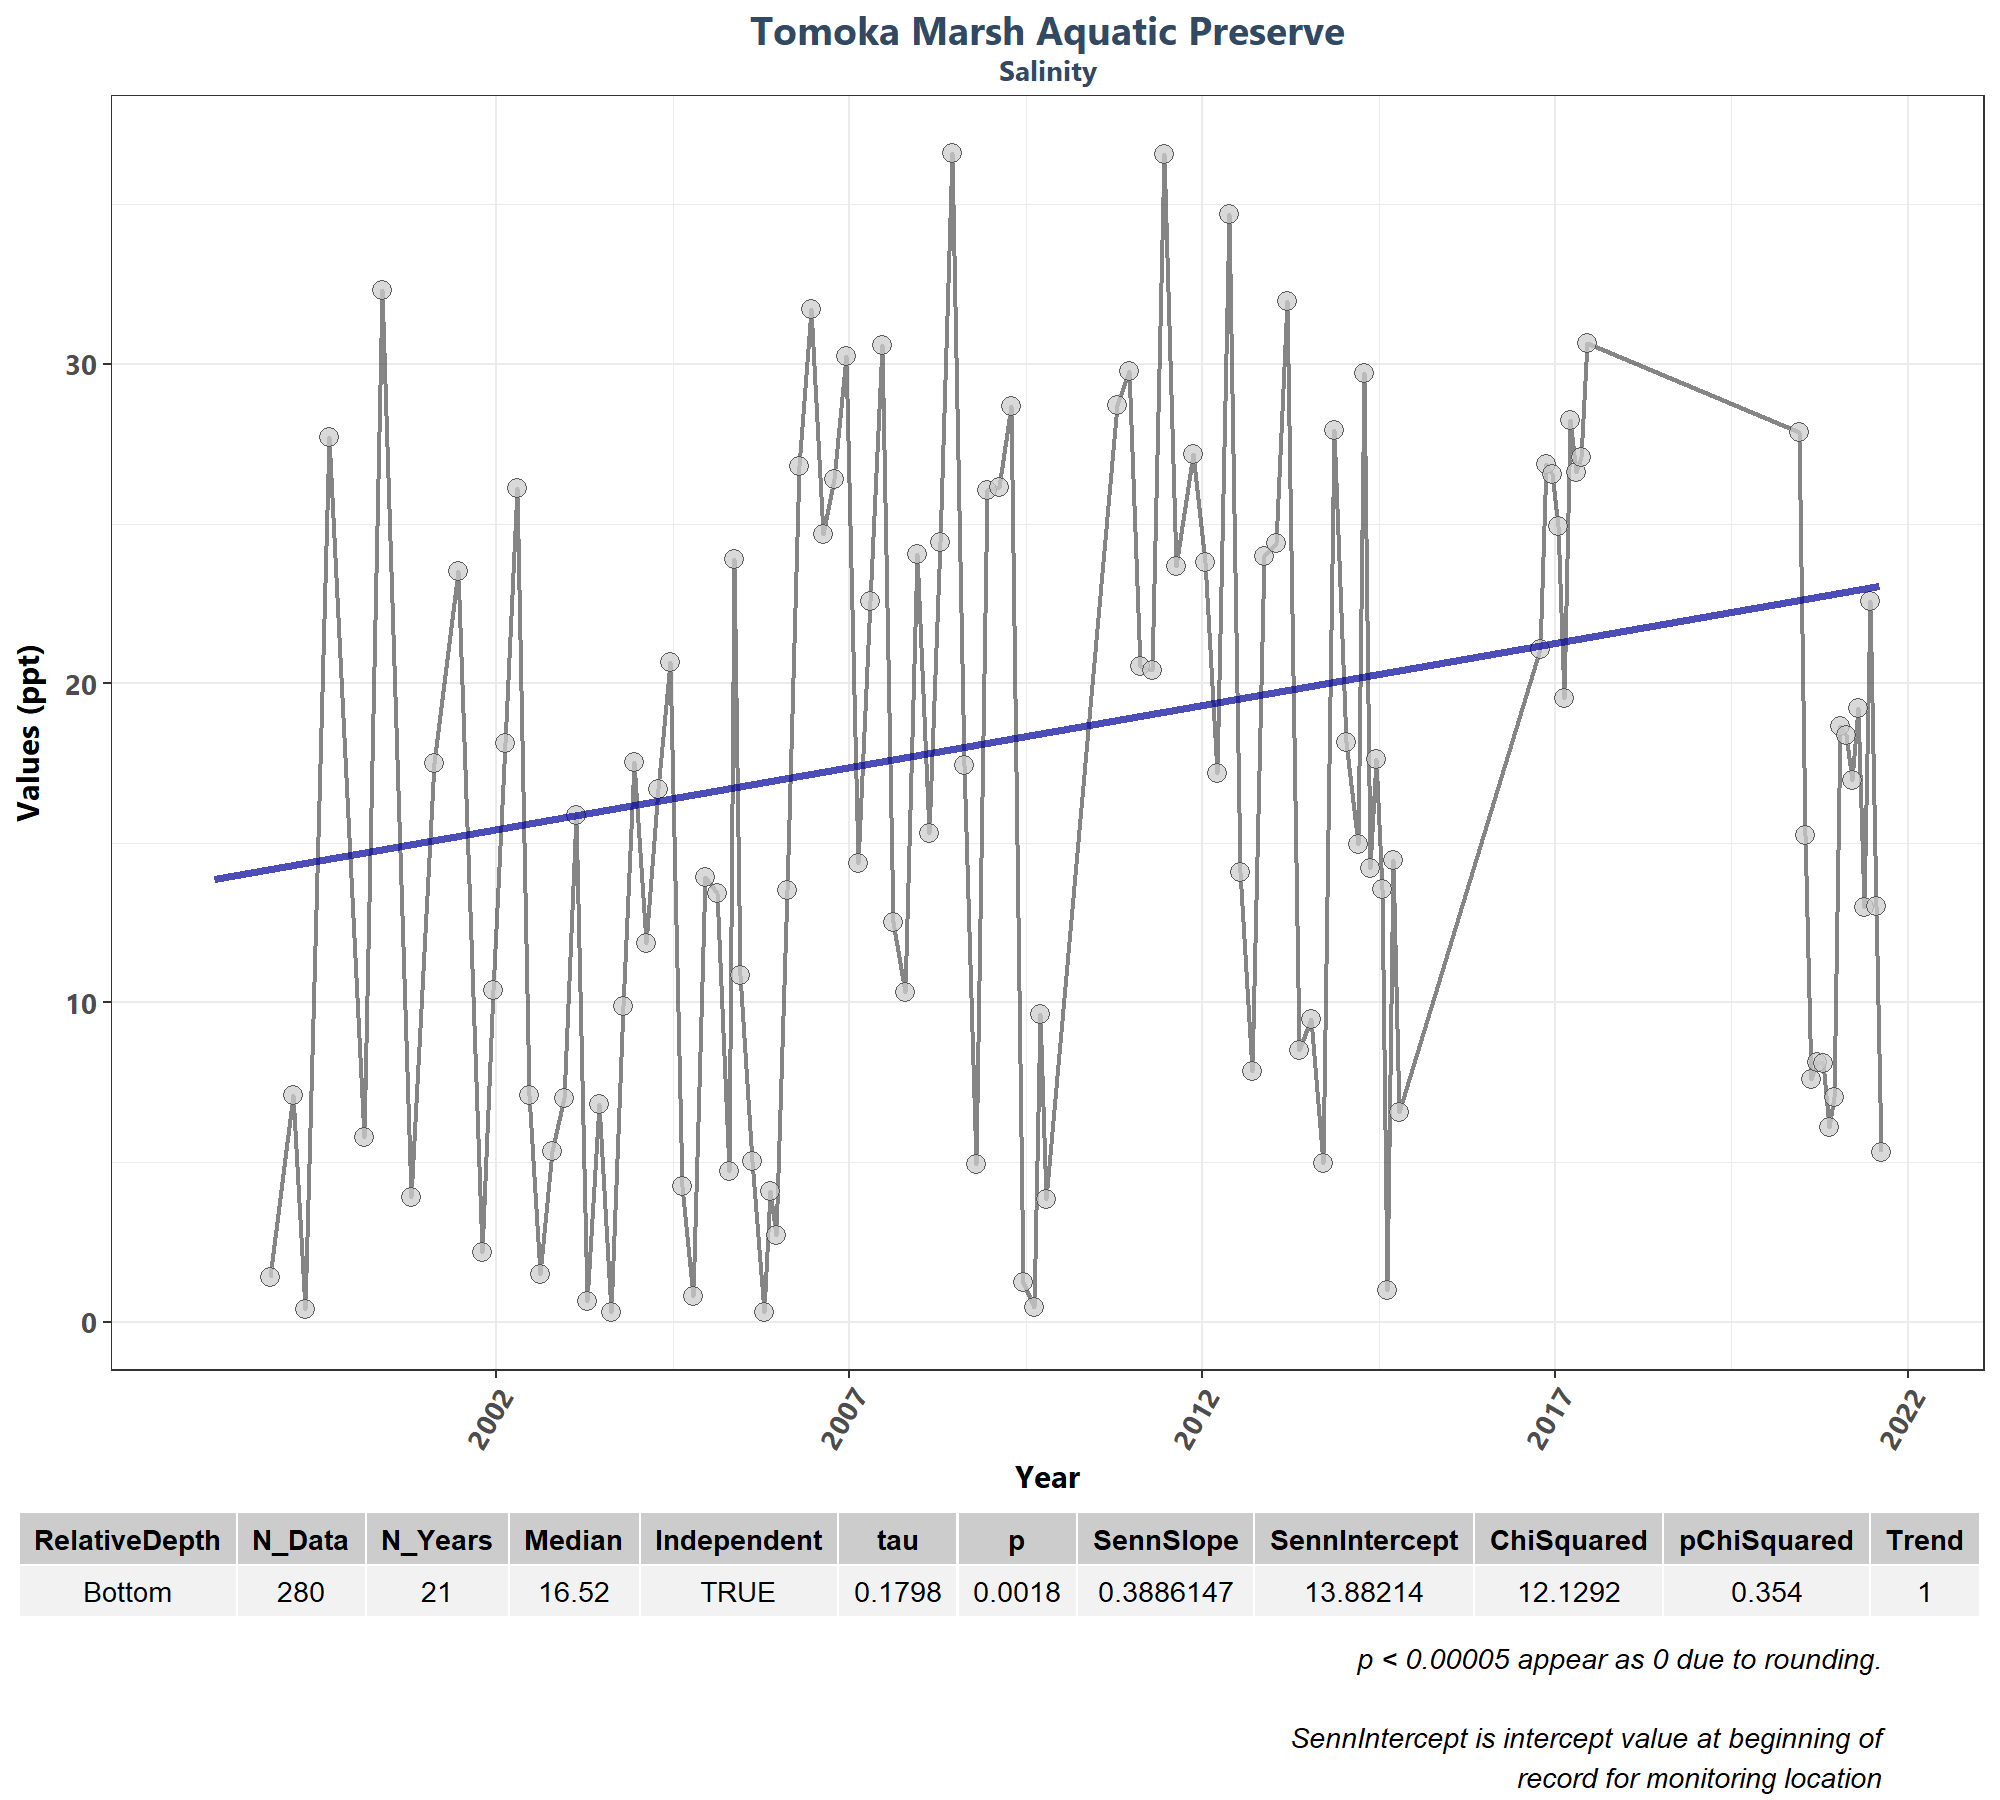 Tomoka Marsh Aquatic Preserve
Salinity
Values (ppt)
30
20
10
0
2002 2007 2012 2017 2022
Year
RelativeDepth N_Data N_Years Median Independent tau p SennSlope SennIntercept ChiSquared pChiSquared Trend
Bottom 280 21 16.52 TRUE 0.1798 0.0018 0.3886147 13.88214 12.1292 0.354 1
p < 0.00005 appear as 0 due to rounding.
SennIntercept is intercept value at beginning of
record for monitoring location